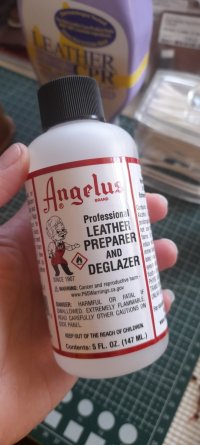 LEATHER
CPR
Angelus
BRAND
Professional
LEATHER
PREPARER
AND
DEGLAZER
SINCE 1907
WARNING: Cancer and reproductive harm -
www.P65Warnings.ca.gov
DANGER: HARMFUL OR FATAL IF
SWALLOWED. EXTREMELY FLAMMABLE.
READ CAREFULLY OTHER CAUTIONS ON
SIDE PANEL.
KEEP OUT OF THE REACH OF CHILDREN.
Contents: 5 FL. OZ. (147 ML.)